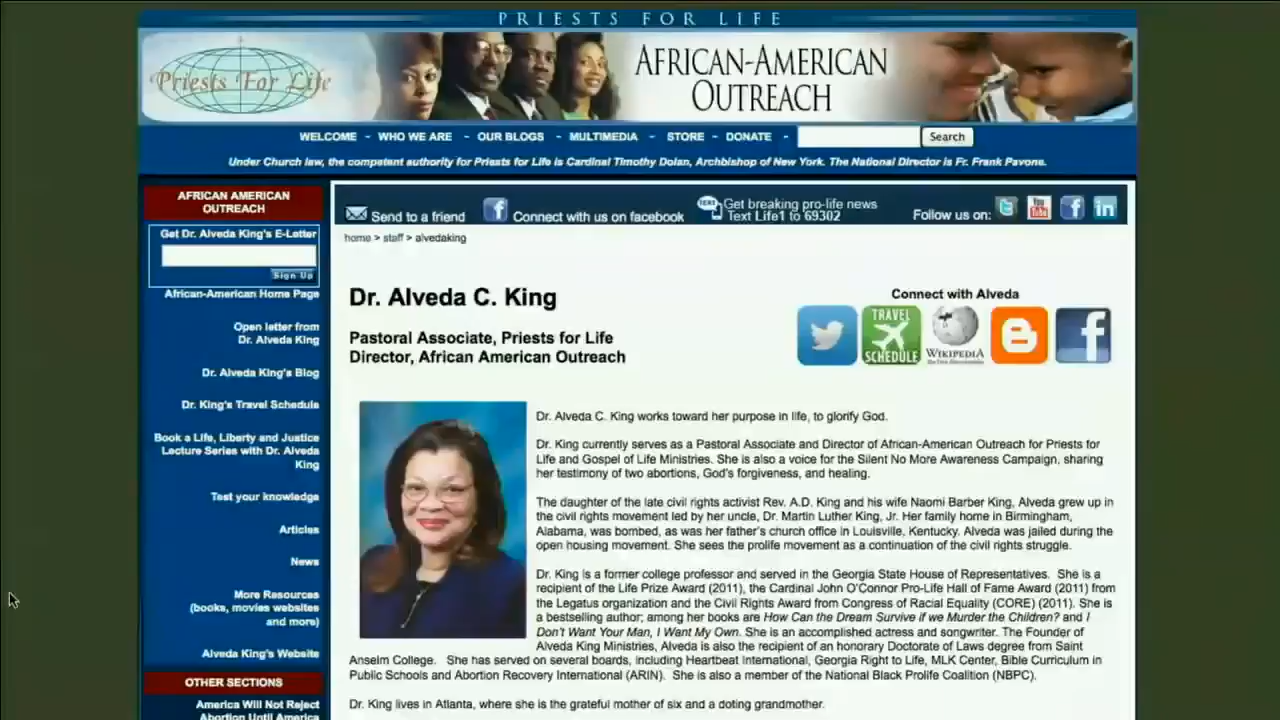 PRIESTS FOR LIFE
Priests For Life
AFRICAN-AMERICAN
OUTREACH
WELCOME - WHO WE ARE - OUR BLOGS - MULTIMEDIA - STORE - DONATE - Search
Under Church law, the competent authority for Priests for Life is Cardinal Timothy Dolan, Archbishop of New York. The National Director is Fr. Frank Pavone.
AFRICAN AMERICAN
OUTREACH
Get Dr. Alveda King's E-Letter
Sign Up
African-American Home Page
Open letter from
Dr. Alveda King
Dr. Alveda King's Blog
Dr. King's Travel Schedule
Book a Life, Liberty and Justice
Lecture Series with Dr. Alveda
King
Test your knowledge
Articles
News
More Resources
(books, movies websites
and more)
Alveda King's Website
OTHER SECTIONS
America Will Not Reject
Abortion Until America
Send to a friend
Connect with us on facebook
TEXT
Get breaking pro-life news
Text Life1 to 69302
Follow us on:
You
Tube
home > staff > alvedaking
Dr. Alveda C. King
Pastoral Associate, Priests for Life
Director, African American Outreach
Connect with Alveda
TRAVEL
SCHEDULE
WIKIPEDIA
Dr. Alveda C. King works toward her purpose in life, to glorify God.
Dr. King currently serves as a Pastoral Associate and Director of African-American Outreach for Priests for
Life and Gospel of Life Ministries. She is also a voice for the Silent No More Awareness Campaign, sharing
her testimony of two abortions, God's forgiveness, and healing.
The daughter of the late civil rights activist Rev. A.D. King and his wife Naomi Barber King, Alveda grew up in
the civil rights movement led by her uncle, Dr. Martin Luther King, Jr. Her family home in Birmingham,
Alabama, was bombed, as was her father's church office in Louisville, Kentucky. Alveda was jailed during the
open housing movement. She sees the prolife movement as a continuation of the civil rights struggle.
Dr. King is a former college professor and served in the Georgia State House of Representatives. She is a
recipient of the Life Prize Award (2011), the Cardinal John O'Connor Pro-Life Hall of Fame Award (2011) from
the Legatus organization and the Civil Rights Award from Congress of Racial Equality (CORE) (2011). She is
a bestselling author; among her books are How Can the Dream Survive if we Murder the Children? and I
Don't Want Your Man, I Want My Own. She is an accomplished actress and songwriter. The Founder of
Alveda King Ministries, Alveda is also the recipient of an honorary Doctorate of Laws degree from Saint
Anselm College. She has served on several boards, including Heartbeat International, Georgia Right to Life, MLK Center, Bible Curriculum in
Public Schools and Abortion Recovery International (ARIN). She is also a member of the National Black Prolife Coalition (NBPC).
Dr. King lives in Atlanta, where she is the grateful mother of six and a doting grandmother.